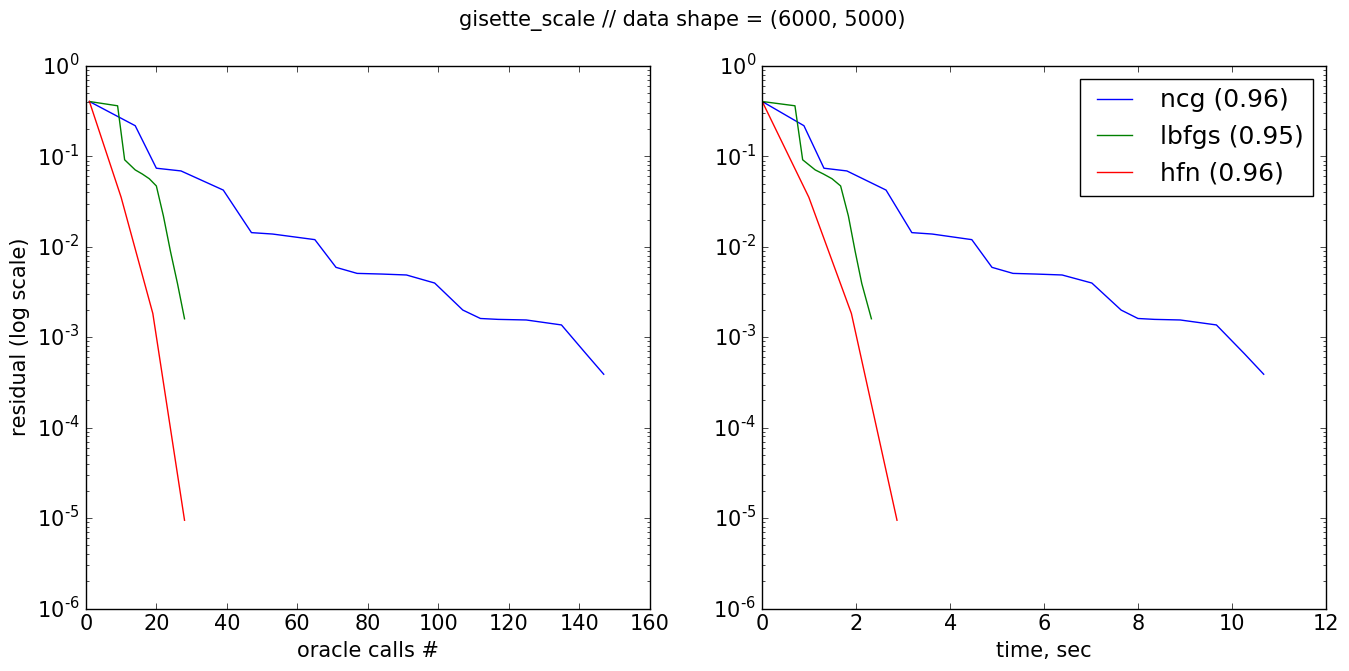 gisette_scale // data shape = (6000, 5000)
residual (log scale)
10^0
10^-1
10^-2
10^-3
10^-4
10^-5
10^-6
0 20 40 60 80 100 120 140 160
oracle calls #
10^0
10^-1
10^-2
10^-3
10^-4
10^-5
10^-6
ncg (0.96)
lbfgs (0.95)
hfn (0.96)
0 2 4 6 8 10 12
time, sec